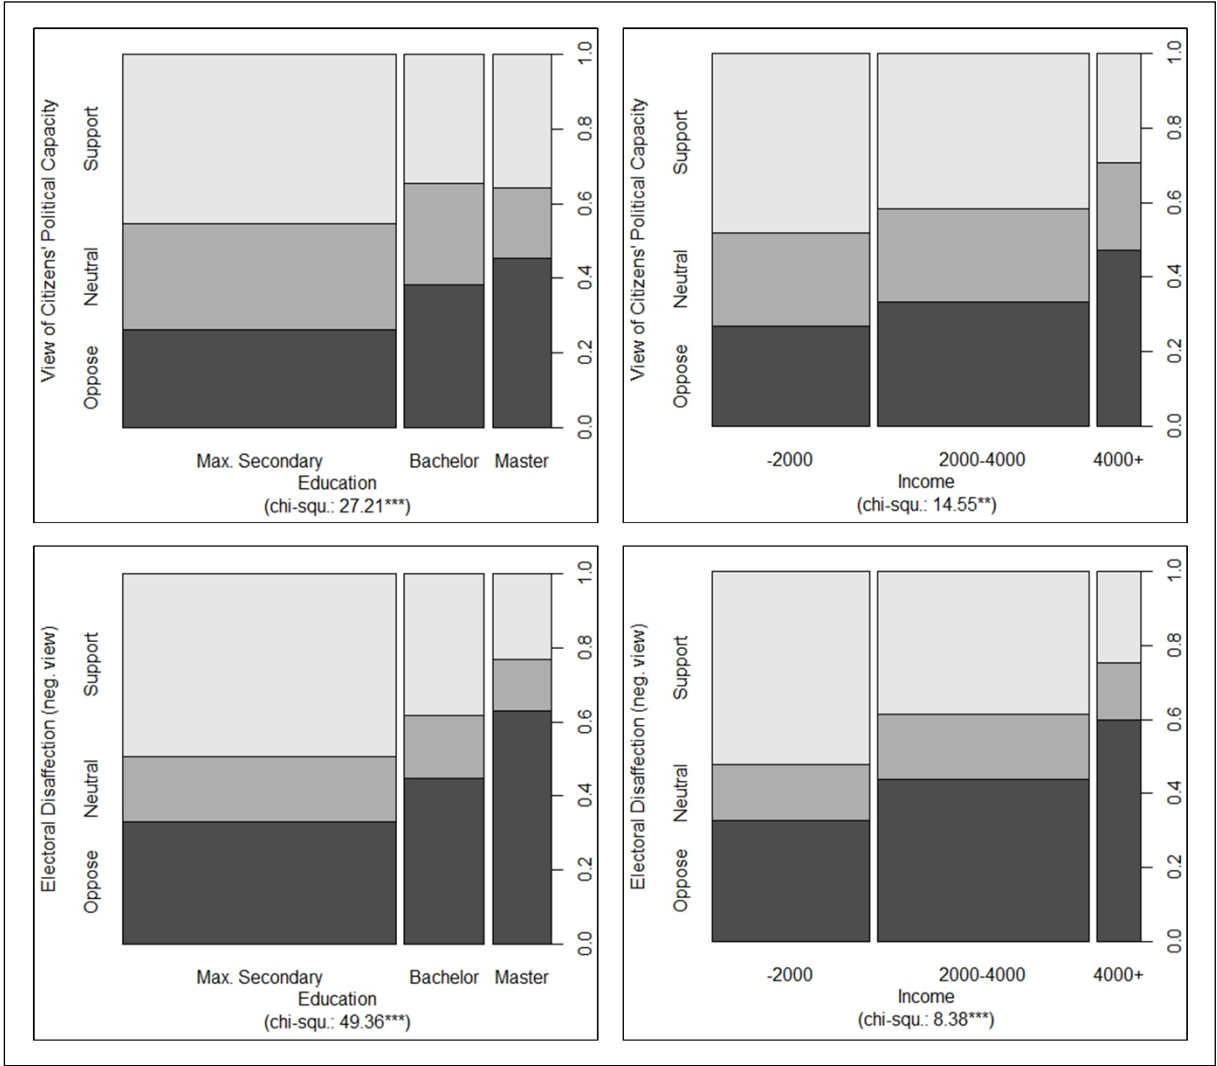 View of Citizens' Political Capacity
Support
Neutral
Oppose
1.0
0.8
0.6
0.4
0.2
0.0
Max. Secondary Bachelor Master
Education
(chi-squ.: 27.21***)
View of Citizens' Political Capacity
Support
Neutral
Oppose
1.0
0.8
0.6
0.4
0.2
0.0
-2000 2000-4000 4000+
Income
(chi-squ.: 14.55**)
Electoral Disaffection (neg. view)
Support
Neutral
Oppose
1.0
0.8
0.6
0.4
0.2
0.0
Max. Secondary Bachelor Master
Education
(chi-squ.: 49.36***)
Electoral Disaffection (neg. view)
Support
Neutral
Oppose
1.0
0.8
0.6
0.4
0.2
0.0
-2000 2000-4000 4000+
Income
(chi-squ.: 8.38***)